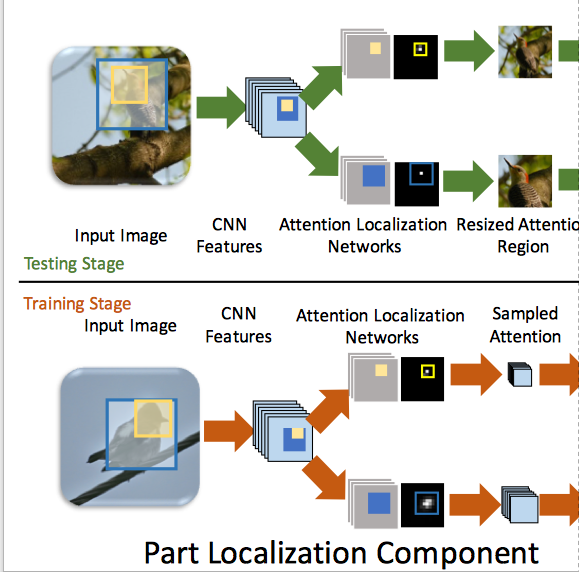 Input Image
CNN
Features
Attention Localization
Networks
Resized Attentio
Region
Testing Stage
Training Stage
Input Image
CNN
Features
Attention Localization
Networks
Sampled
Attention
Part Localization Component